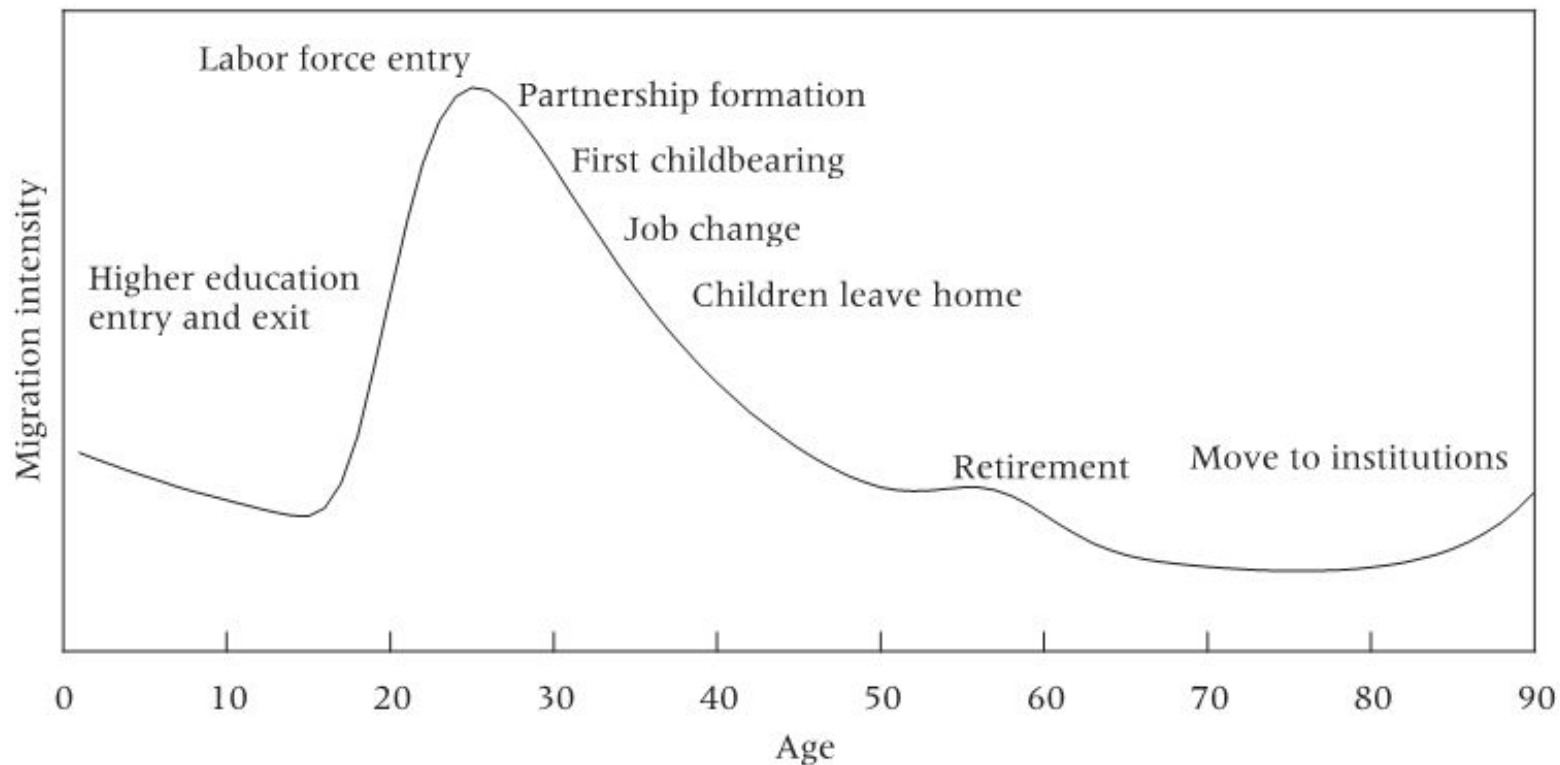 Labor force entry
Partnership formation
First childbearing
Job change
Higher education
entry and exit
Children leave home
Retirement
Move to institutions
Migration intensity
0 10 20 30 40 50 60 70 80 90
Age